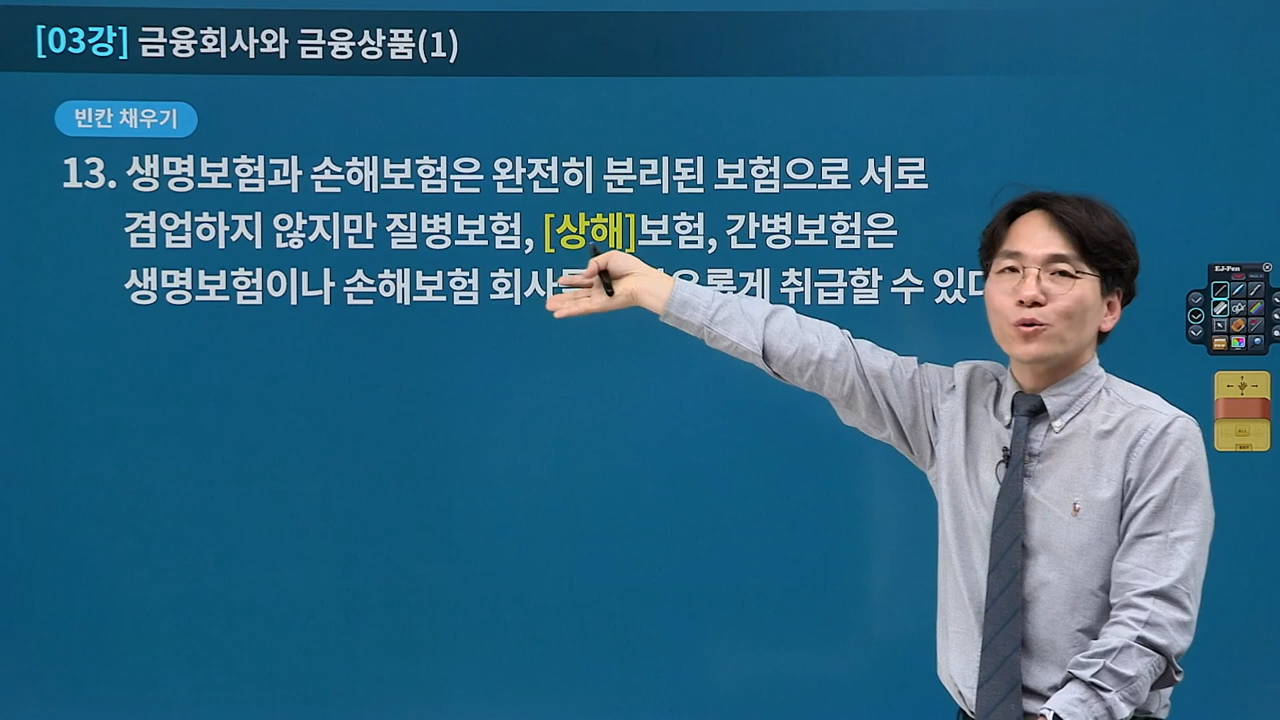 [03강] 금융회사와 금융상품(1)
빈칸 채우기
13. 생명보험과 손해보험은 완전히 분리된 보험으로 서로
겸업하지 않지만 질병보험, [상해]보험, 간병보험은
생명보험이나 손해보험 회사 취급할 수 있다
EJ-Pen